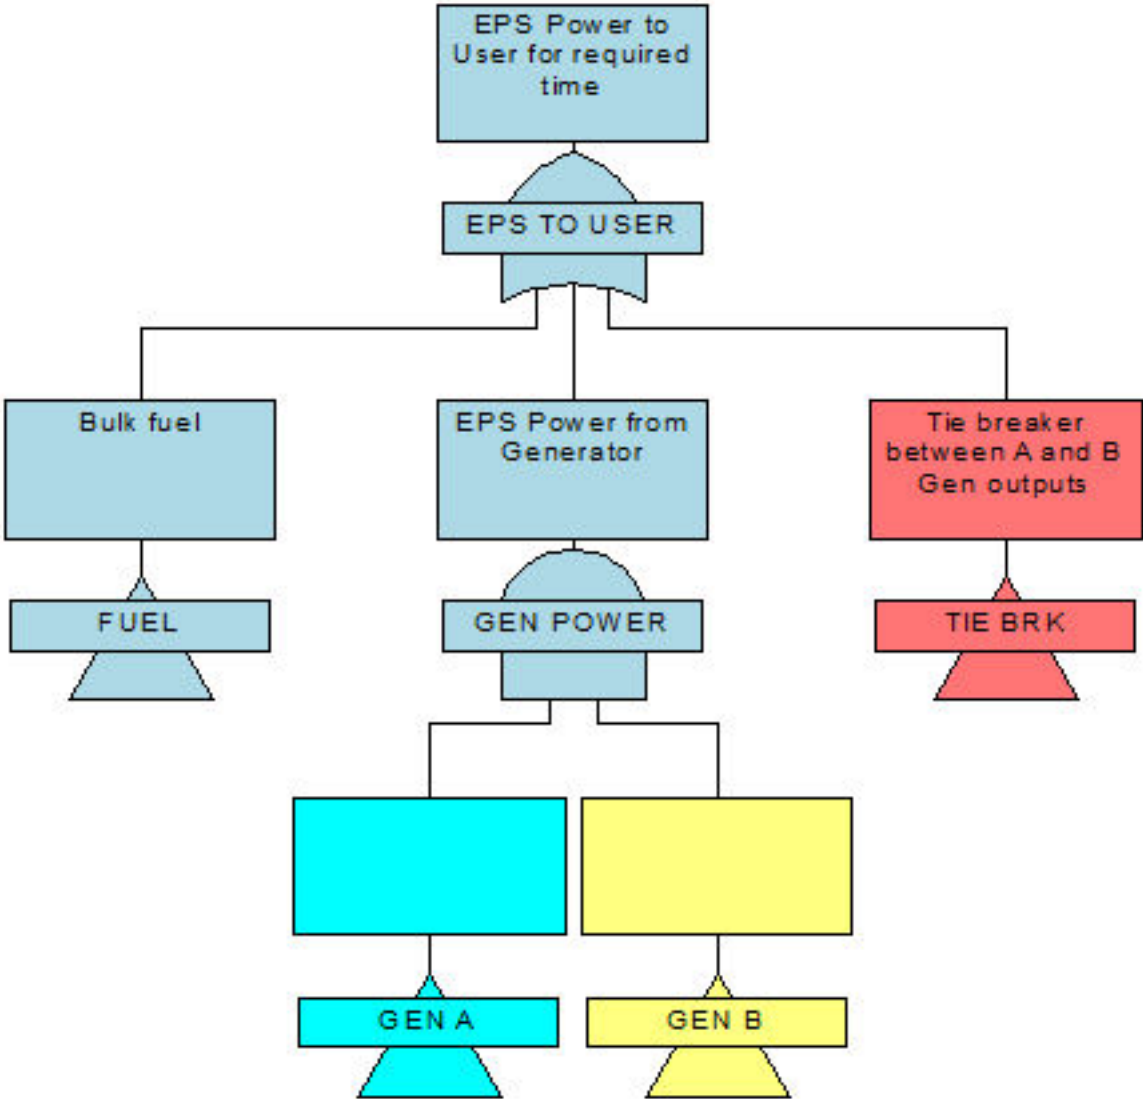 EPS Power to
User for required
time
EPS TO USER
Bulk fuel
EPS Power from
Generator
Tie breaker
between A and B
Gen outputs
FUEL
GEN POWER
TIE BRK
GEN A
GEN B